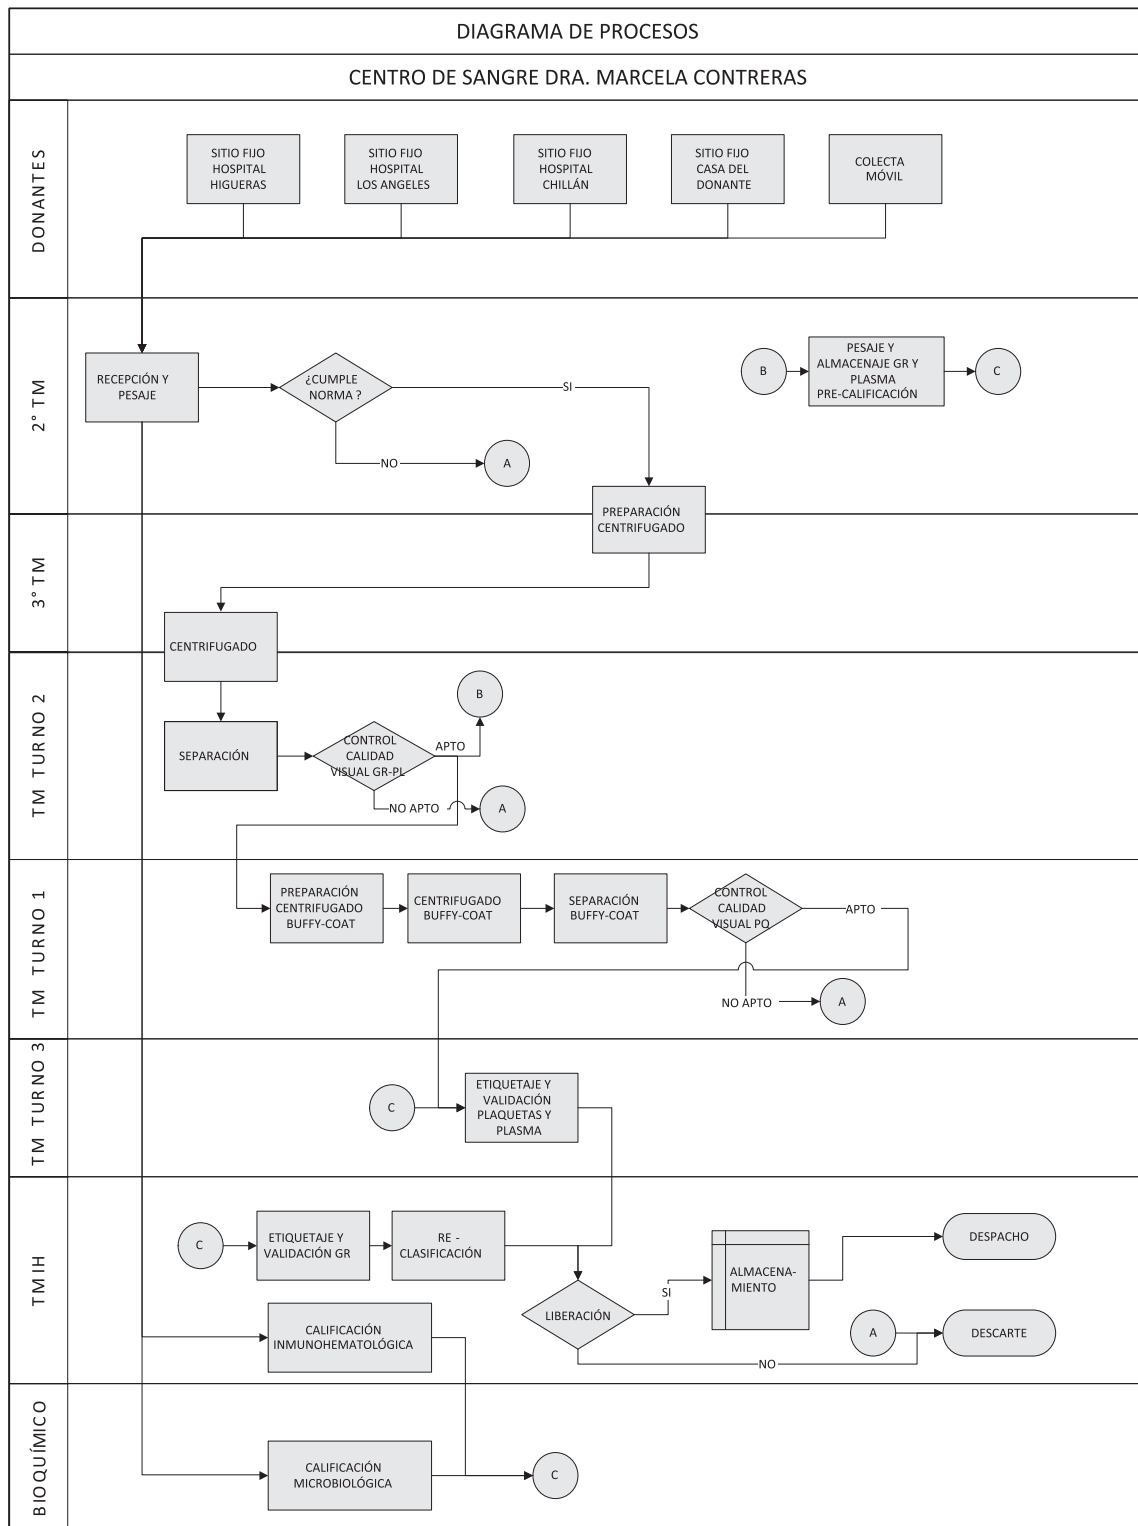 DIAGRAMA DE PROCESOS
CENTRO DE SANGRE DRA. MARCELA CONTRERAS
DONANTES
SITIO FIJO
HOSPITAL
HIGUERAS
SITIO FIJO
HOSPITAL
LOS ANGELES
SITIO FIJO
HOSPITAL
CHILLÁN
SITIO FIJO
CASA DEL
DONANTE
COLECTA
MÓVIL
2° TM
RECEPCIÓN Y
PESAJE
¿CUMPLE
NORMA ?
SI
NO
A
B
PESAJE Y
ALMACENAJE GR Y
PLASMA
PRE-CALIFICACIÓN
C
PREPARACIÓN
CENTRIFUGADO
3° TM
CENTRIFUGADO
TM TURNO 2
SEPARACIÓN
CONTROL
CALIDAD
VISUAL GR-PL
APTO
B
NO APTO
A
TM TURNO 1
PREPARACIÓN
CENTRIFUGADO
BUFFY-COAT
CENTRIFUGADO
BUFFY-COAT
SEPARACIÓN
BUFFY-COAT
CONTROL
CALIDAD
VISUAL PQ
APTO
NO APTO
A
TM TURNO 3
C
ETIQUETAJE Y
VALIDACIÓN
PLAQUETAS Y
PLASMA
TMIH
C
ETIQUETAJE Y
VALIDACIÓN GR
RE -
CLASIFICACIÓN
LIBERACIÓN
SI
ALMACENA-
MIENTO
DESPACHO
A
DESCARTE
NO
CALIFICACIÓN
INMUNOHEMATOLÓGICA
BIOQUÍMICO
CALIFICACIÓN
MICROBIOLÓGICA
C